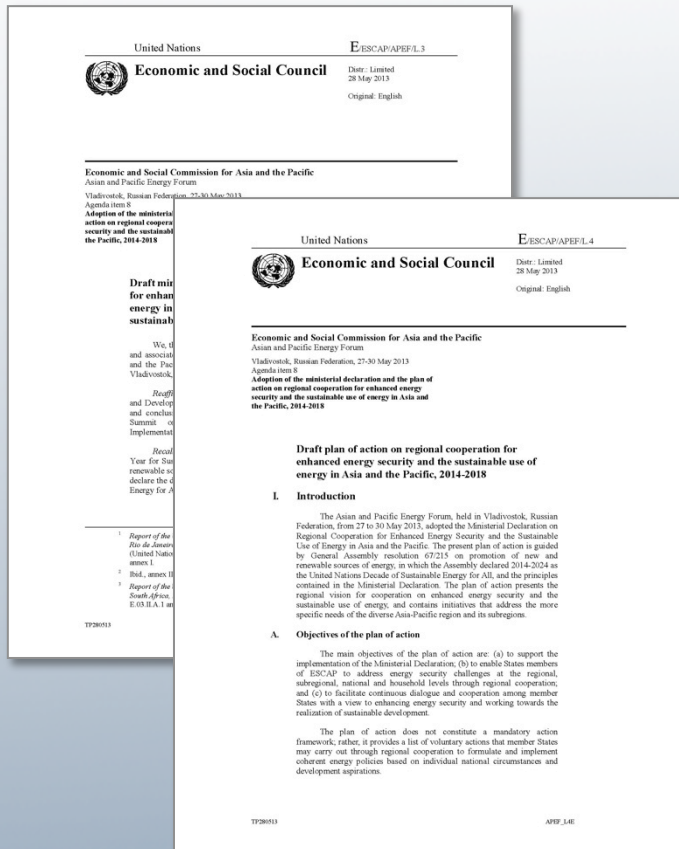 United Nations E/ESCAP/APEF/L.3
Economic and Social Council
Distr.: Limited
28 May 2013
Original: English
Economic and Social Commission for Asia and the Pacific
Asian and Pacific Energy Forum
Vladivostok, Russian Federation, 27-30 May 2013
Agenda item 8
Adoption of the ministerial
action on regional coopera
security and the sustainabl
the Pacific, 2014-2018
Draft min
for enhan
energy in
sustainab
We, th
and associat
and the Pac
Vladivostok,
Reaffi
and Develop
and conclus
Summit o
Implementat
Recal
Year for Sus
renewable so
declare the d
Energy for A
1 Report of the
Rio de Janeiro
(United Natio
annex I.
2 Ibid., annex II
3 Report of the
South Africa,
E.03.II.A.1 an
TP280513
United Nations E/ESCAP/APEF/L.4
Economic and Social Council
Distr.: Limited
28 May 2013
Original: English
Economic and Social Commission for Asia and the Pacific
Asian and Pacific Energy Forum
Vladivostok, Russian Federation, 27-30 May 2013
Agenda item 8
Adoption of the ministerial declaration and the plan of
action on regional cooperation for enhanced energy
security and the sustainable use of energy in Asia and
the Pacific, 2014-2018
Draft plan of action on regional cooperation for
enhanced energy security and the sustainable use of
energy in Asia and the Pacific, 2014-2018
I. Introduction
The Asian and Pacific Energy Forum, held in Vladivostok, Russian
Federation, from 27 to 30 May 2013, adopted the Ministerial Declaration on
Regional Cooperation for Enhanced Energy Security and the Sustainable
Use of Energy in Asia and the Pacific. The present plan of action is guided
by General Assembly resolution 67/215 on promotion of new and
renewable sources of energy, in which the Assembly declared 2014-2024 as
the United Nations Decade of Sustainable Energy for All, and the principles
contained in the Ministerial Declaration. The plan of action presents the
regional vision for cooperation on enhanced energy security and the
sustainable use of energy, and contains initiatives that address the more
specific needs of the diverse Asia-Pacific region and its subregions.
A. Objectives of the plan of action
The main objectives of the plan of action are: (a) to support the
implementation of the Ministerial Declaration; (b) to enable States members
of ESCAP to address energy security challenges at the regional,
subregional, national and household levels through regional cooperation;
and (c) to facilitate continuous dialogue and cooperation among member
States with a view to enhancing energy security and working towards the
realization of sustainable development.
The plan of action does not constitute a mandatory action
framework; rather, it provides a list of voluntary actions that member States
may carry out through regional cooperation to formulate and implement
coherent energy policies based on individual national circumstances and
development aspirations.
TP280513 APEF_L4E